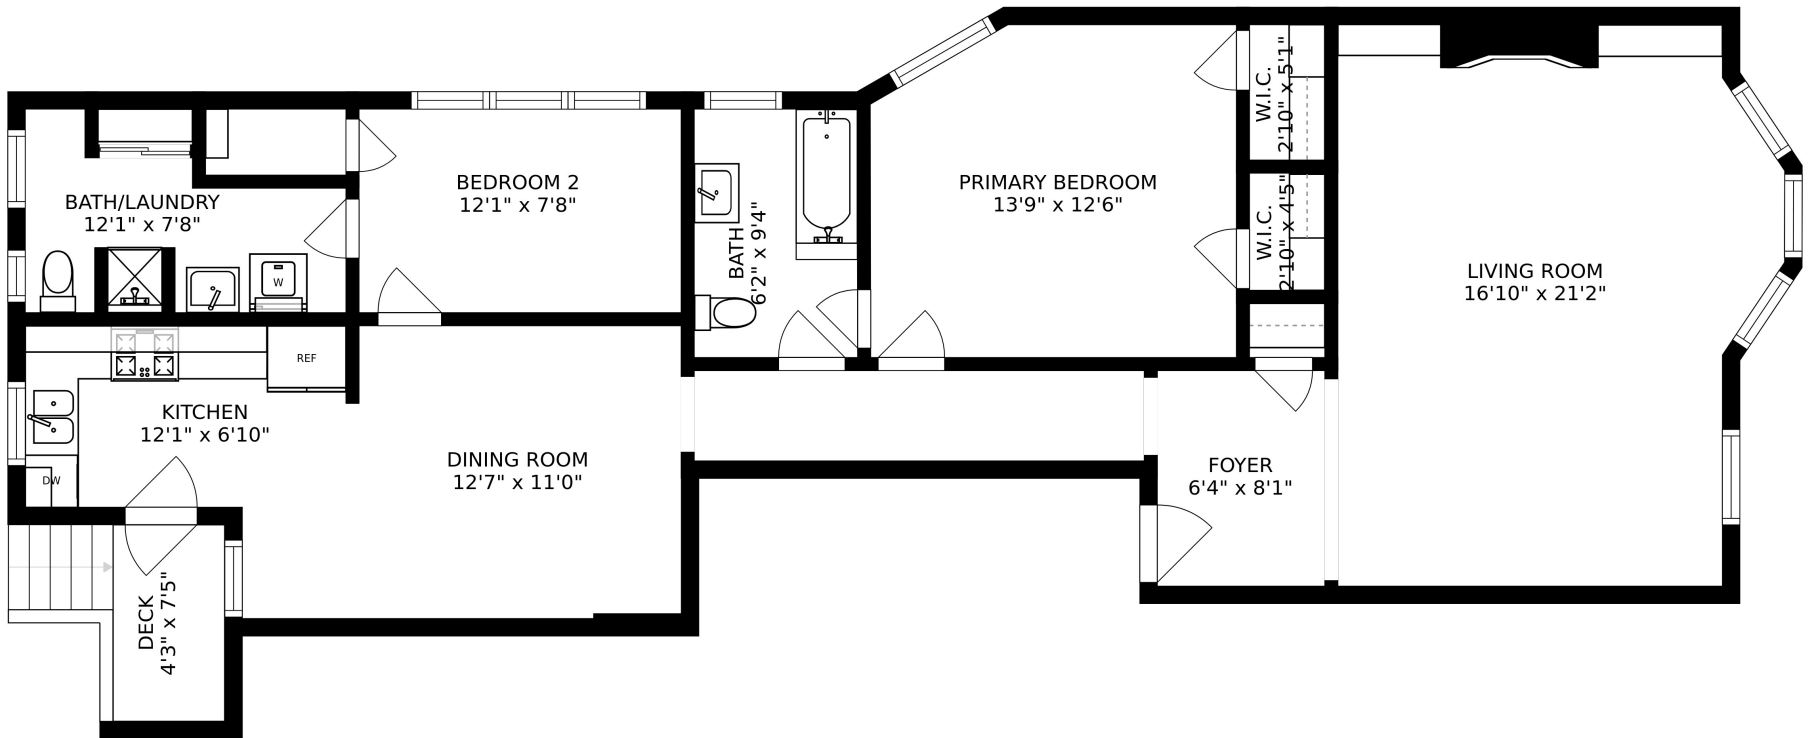 W.I.C.
2'10" x 5'1"
BEDROOM 2
12'1" x 7'8"
PRIMARY BEDROOM
13'9" x 12'6"
BATH/LAUNDRY
12'1" x 7'8"
W.I.C.
2'10" x 4'5"
BATH
6'2" x 9'4"
LIVING ROOM
16'10" x 21'2"
W
REF
KITCHEN
12'1" x 6'10"
DINING ROOM
12'7" x 11'0"
FOYER
6'4" x 8'1"
DW
DECK
4'3" x 7'5"